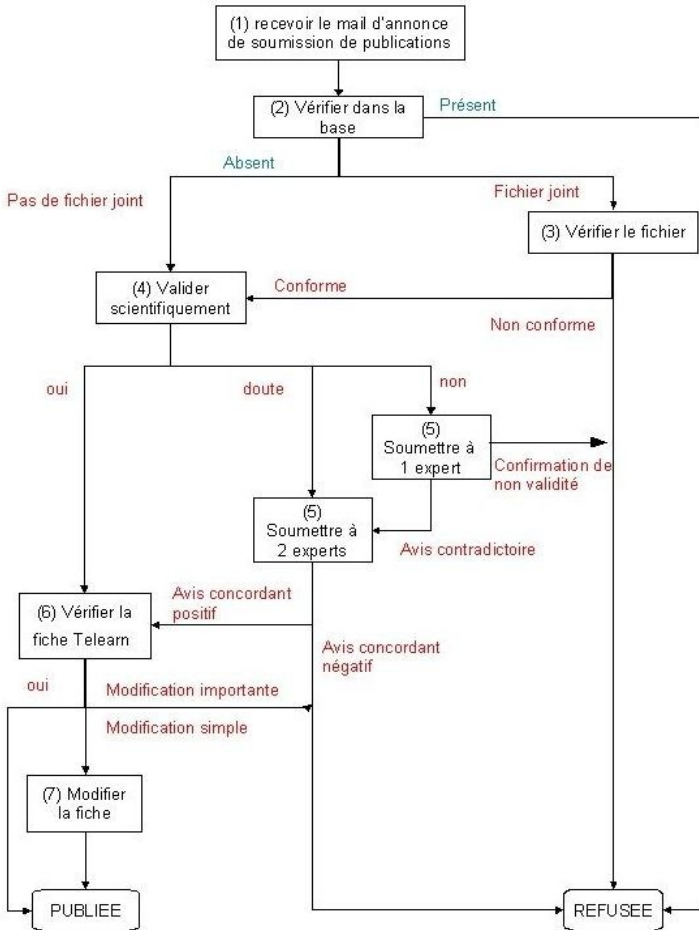 (1) recevoir le mail d'annonce
de soumission de publications
(2) Vérifier dans la
base
Présent
Absent
Pas de fichier joint
Fichier joint
(3) Vérifier le fichier
(4) Valider
scientifiquement
Conforme
Non conforme
oui
doute
non
(5)
Soumettre à
1 expert
Confirmation de
non validité
(5)
Soumettre à
2 experts
Avis contradictoire
Avis concordant
positif
(6) Vérifier la
fiche Telearn
Avis concordant
négatif
oui
Modification importante
Modification simple
(7) Modifier
la fiche
PUBLIEE
REFUSEE